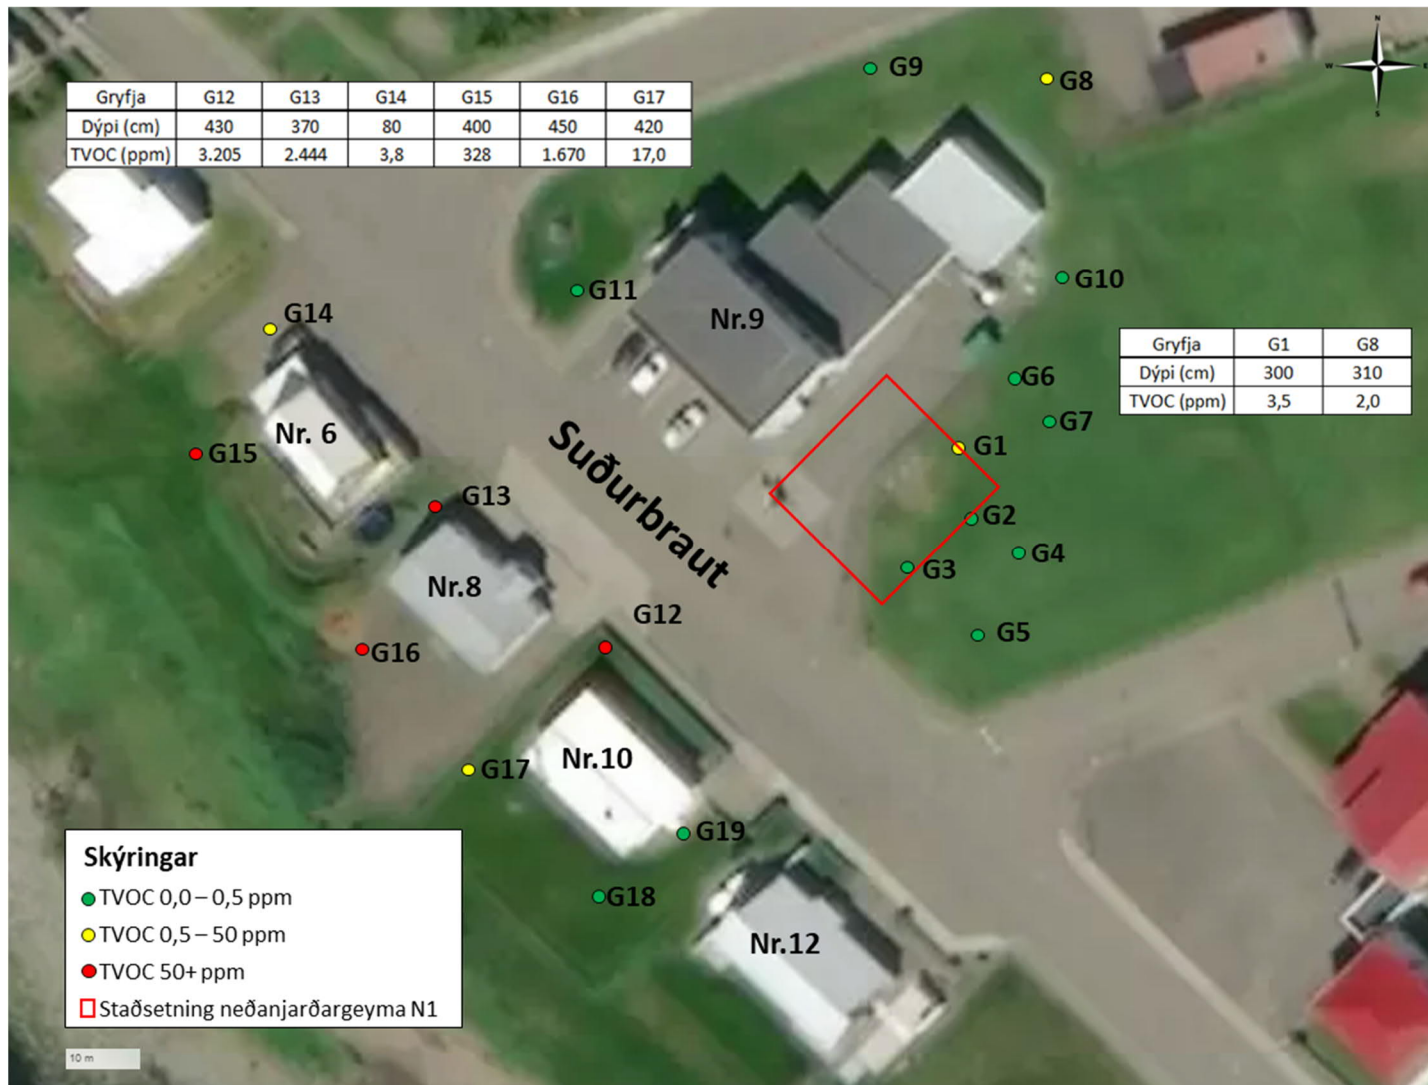 N
W E
S
G9
G8
Gryfja G12 G13 G14 G15 G16 G17
Dýpi (cm) 430 370 80 400 450 420
TVOC (ppm) 3.205 2.444 3,8 328 1.670 17,0
G11
G10
G14
Nr.9
Gryfja G1 G8
Dýpi (cm) 300 310
TVOC (ppm) 3,5 2,0
G6
G7
Nr. 6
G1
G15
Suðurbraut
G13
G2
G4
G3
Nr.8
G12
G5
G16
Nr.10
G17
G19
G18
Nr.12
Skýringar
TVOC 0,0 – 0,5 ppm
TVOC 0,5 – 50 ppm
TVOC 50+ ppm
Staðsetning neðanjarðargeyma N1
10 m